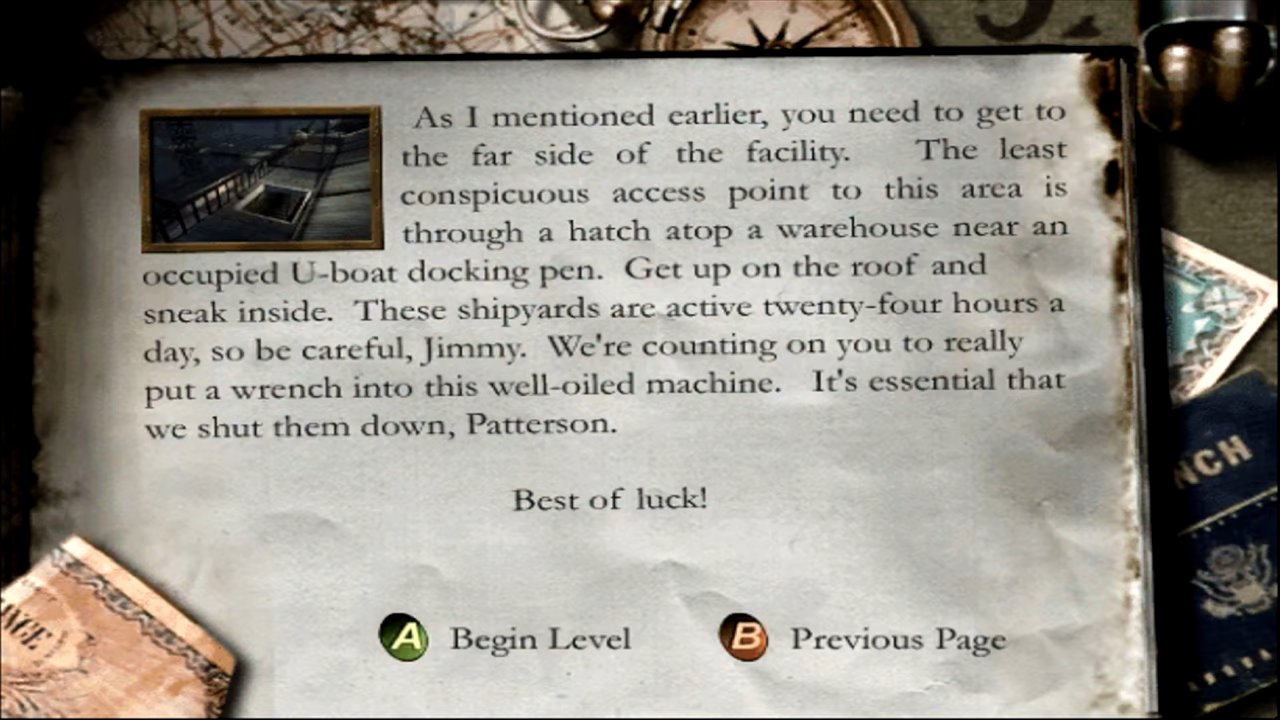 As I mentioned earlier, you need to get to
the far side of the facility. The least
conspicuous access point to this area is
through a hatch atop a warehouse near an
occupied U-boat docking pen. Get up on the roof and
sneak inside. These shipyards are active twenty-four hours a
day, so be careful, Jimmy. We're counting on you to really
put a wrench into this well-oiled machine. It's essential that
we shut them down, Patterson.
Best of luck!
A Begin Level B Previous Page
NCH